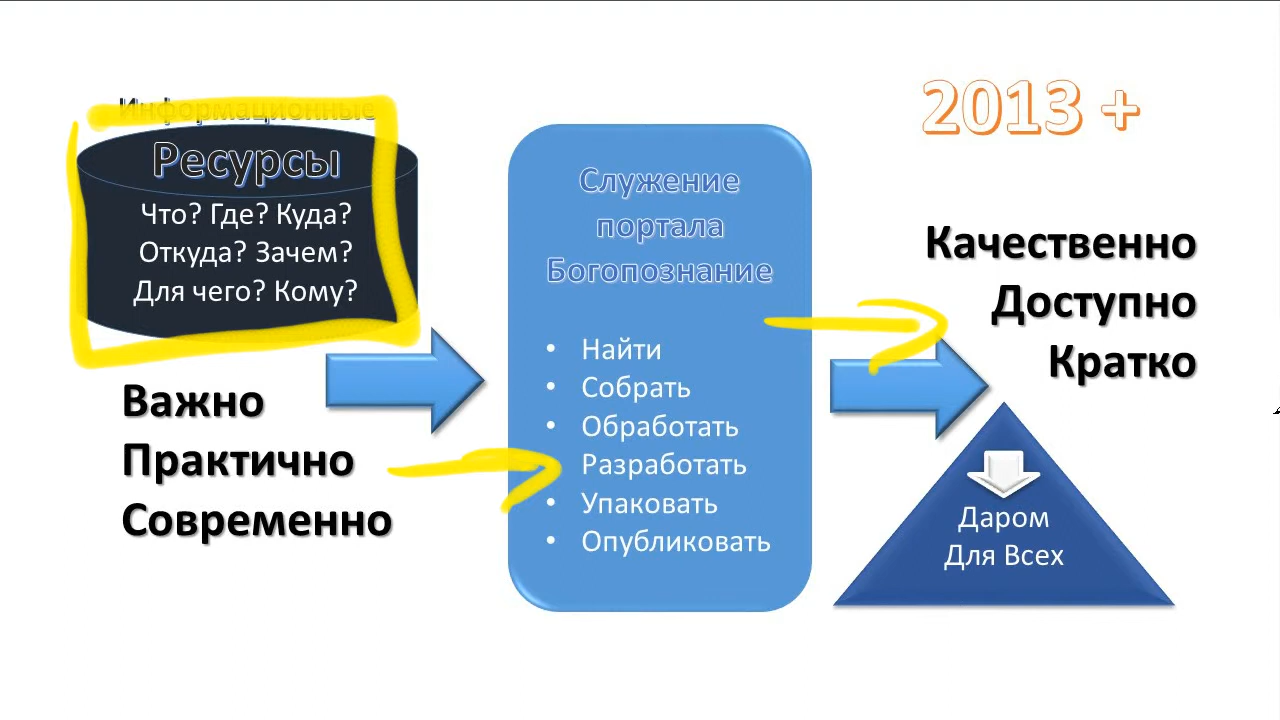 Информационные
Ресурсы
Что? Где? Куда?
Откуда? Зачем?
Для чего? Кому?
Важно
Практично
Современно
Служение
портала
Богопознание
• Найти
• Собрать
• Обработать
Разработать
• Упаковать
• Опубликовать
2013 +
Качественно
Доступно
Кратко
Даром
Для Всех